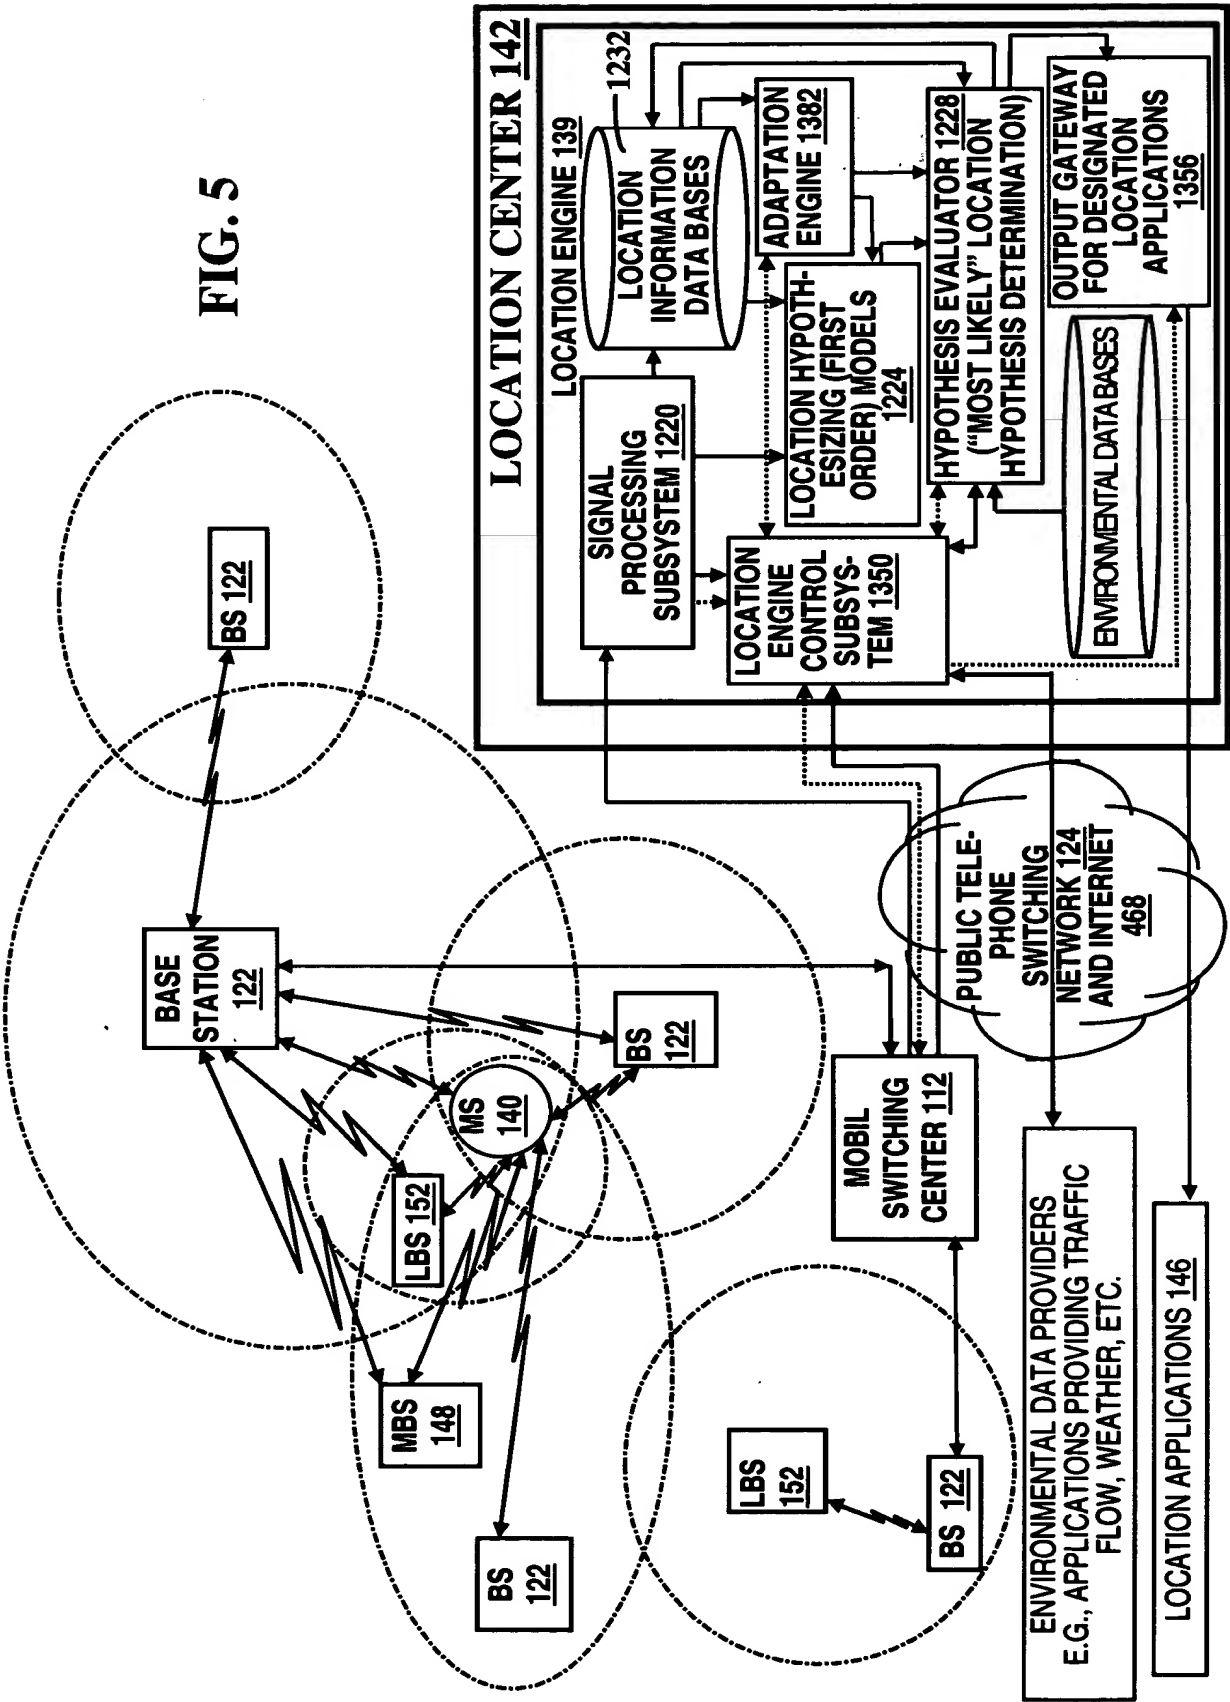 FIG. 5
BS 122
BASE
STATION
122
BS
122
MS
140
LBS 152
MBS
148
BS
122
LBS
152
BS 122
MOBIL
SWITCHING
CENTER 112
PUBLIC TELE-
PHONE
SWITCHING
NETWORK 124
AND INTERNET
468
ENVIRONMENTAL DATA PROVIDERS
E.G., APPLICATIONS PROVIDING TRAFFIC
FLOW, WEATHER, ETC.
LOCATION APPLICATIONS 146
LOCATION CENTER 142
LOCATION ENGINE 139
1232
LOCATION
INFORMATION
DATA BASES
SIGNAL
PROCESSING
SUBSYSTEM 1220
ADAPTATION
ENGINE 1382
LOCATION HYPOTH-
ESIZING (FIRST
ORDER) MODELS
1224
LOCATION
ENGINE
CONTROL
SUBSYS-
TEM 1350
HYPOTHESIS EVALUATOR 1228
("MOST LIKELY" LOCATION
HYPOTHESIS DETERMINATION)
OUTPUT GATEWAY
FOR DESIGNATED
LOCATION
APPLICATIONS
1356
ENVIRONMENTAL DATA BASES